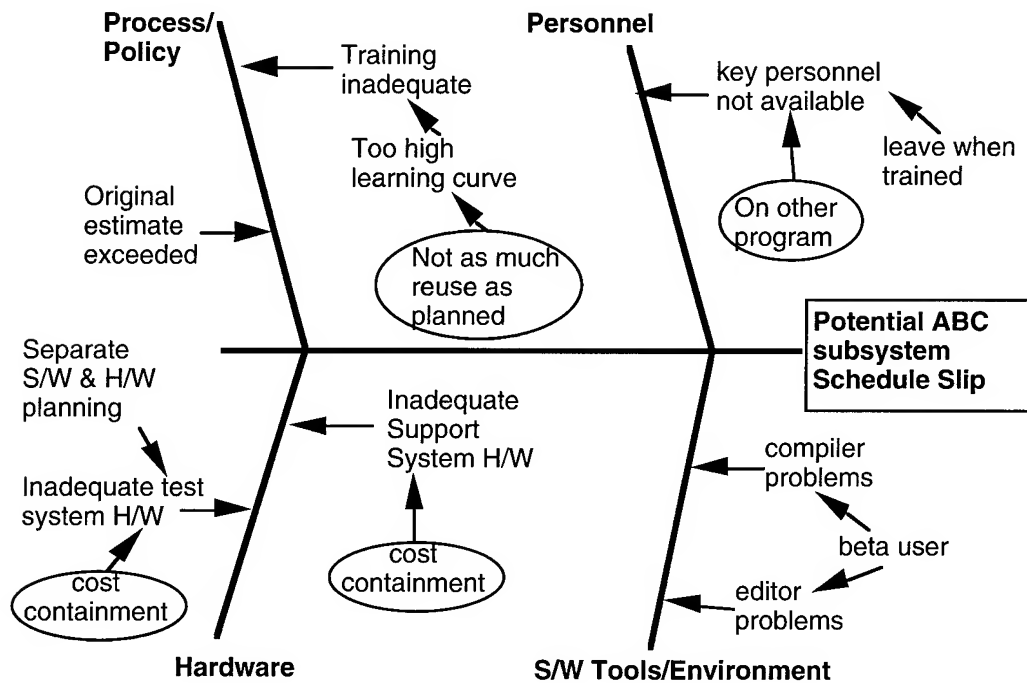 Process/
Policy
Training
inadequate
Too high
learning curve
Not as much
reuse as
planned
Original
estimate
exceeded
Personnel
key personnel
not available
leave when
trained
On other
program
Potential ABC
subsystem
Schedule Slip
Separate
S/W & H/W
planning
Inadequate test
system H/W
cost
containment
Inadequate
Support
System H/W
cost
containment
Hardware
compiler
problems
beta user
editor
problems
S/W Tools/Environment